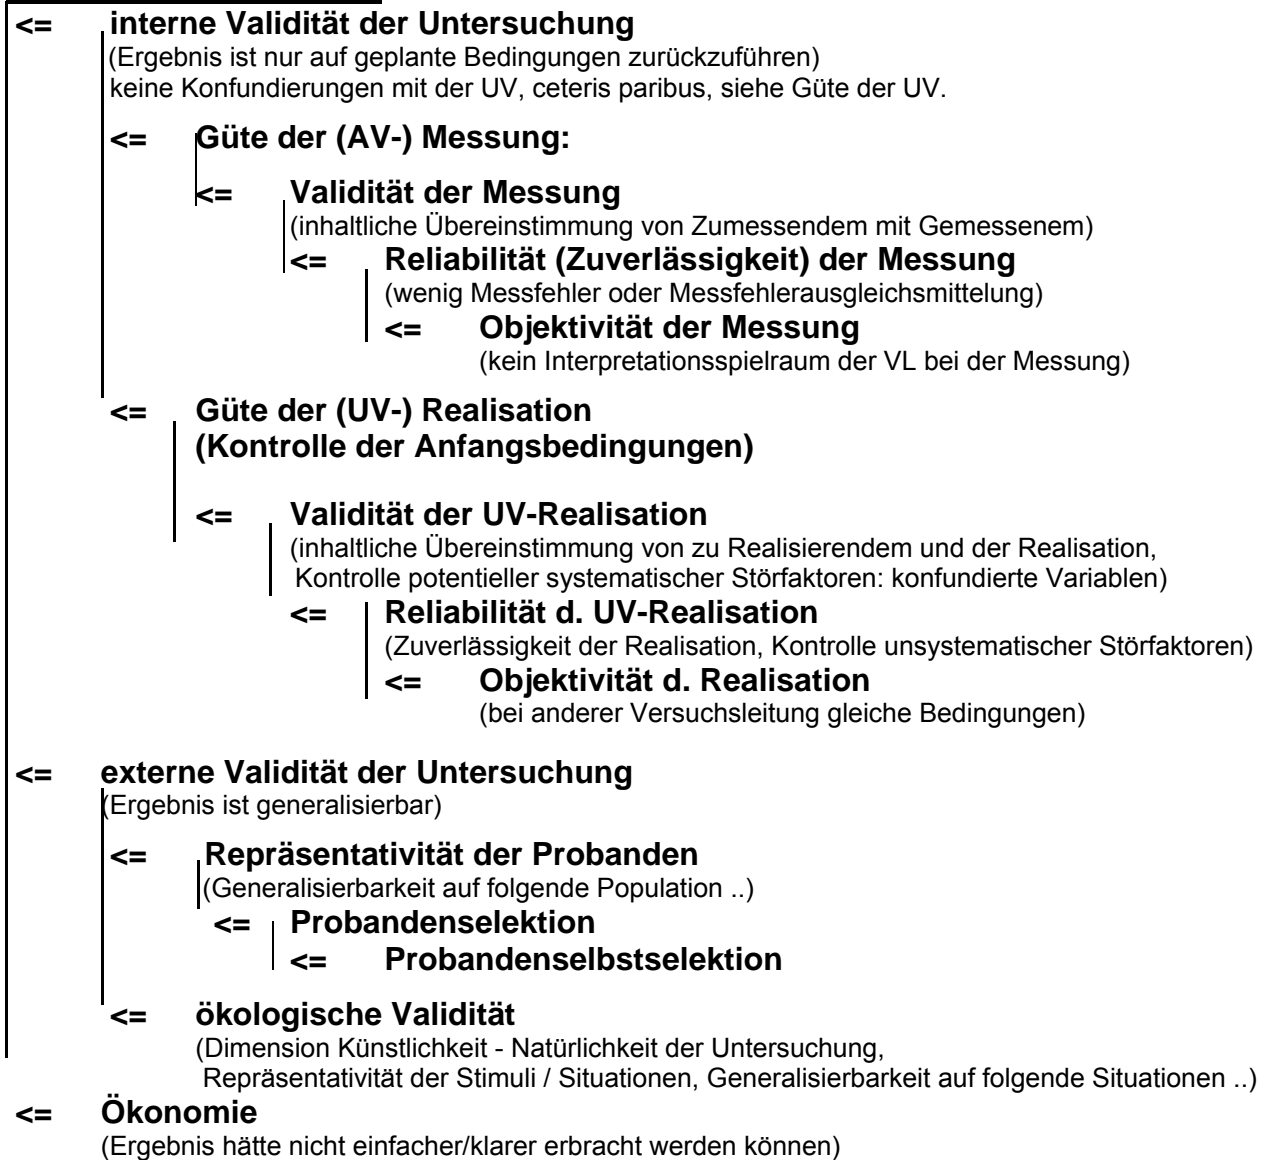 <= interne Validität der Untersuchung
(Ergebnis ist nur auf geplante Bedingungen zurückzuführen)
keine Konfundierungen mit der UV, ceteris paribus, siehe Güte der UV.
<= Güte der (AV-) Messung:
<= Validität der Messung
(inhaltliche Übereinstimmung von Zumessendem mit Gemessenem)
<= Reliabilität (Zuverlässigkeit) der Messung
(wenig Messfehler oder Messfehlerausgleichsmittelung)
<= Objektivität der Messung
(kein Interpretationsspielraum der VL bei der Messung)
<= Güte der (UV-) Realisation
(Kontrolle der Anfangsbedingungen)
<= Validität der UV-Realisation
(inhaltliche Übereinstimmung von zu Realisierendem und der Realisation,
Kontrolle potentieller systematischer Störfaktoren: konfundierte Variablen)
<= Reliabilität d. UV-Realisation
(Zuverlässigkeit der Realisation, Kontrolle unsystematischer Störfaktoren)
<= Objektivität d. Realisation
(bei anderer Versuchsleitung gleiche Bedingungen)
<= externe Validität der Untersuchung
(Ergebnis ist generalisierbar)
<= Repräsentativität der Probanden
(Generalisierbarkeit auf folgende Population ..)
<= Probandenselektion
<= Probandenselbstselektion
<= ökologische Validität
(Dimension Künstlichkeit - Natürlichkeit der Untersuchung,
Repräsentativität der Stimuli / Situationen, Generalisierbarkeit auf folgende Situationen ..)
<= Ökonomie
(Ergebnis hätte nicht einfacher/klarer erbracht werden können)